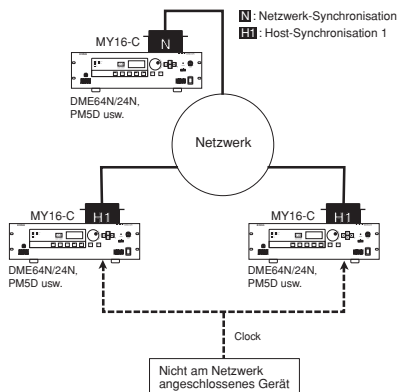 N : Netzwerk-Synchronisation
H1 : Host-Synchronisation 1
MY16-C
N
DME64N/24N,
PM5D usw.
Netzwerk
MY16-C
H1
DME64N/24N,
PM5D usw.
MY16-C
H1
DME64N/24N,
PM5D usw.
Clock
Nicht am Netzwerk
angeschlossenes Gerät